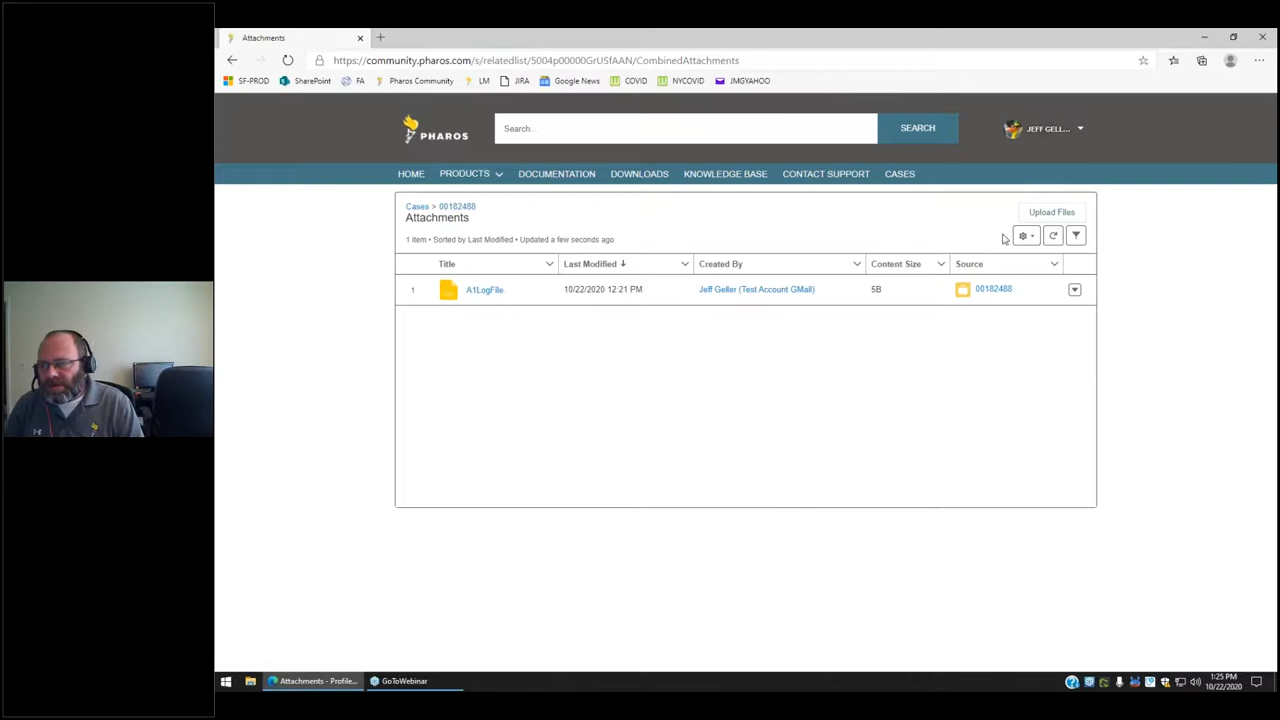 Attachments
https://community.pharos.com/s/relatedlist/5004p00000GrUSfAAN/CombinedAttachments
SF-PROD SharePoint FA Pharos Community LM JIRA Google News COVID NYCOVID JMGYAHOO
PHAROS
Search...
SEARCH
JEFF GELL...
HOME PRODUCTS DOCUMENTATION DOWNLOADS KNOWLEDGE BASE CONTACT SUPPORT CASES
Cases > 00182488
Attachments
Upload Files
1 item • Sorted by Last Modified • Updated a few seconds ago
Title Last Modified Created By Content Size Source
1 A1LogFile 10/22/2020 12:21 PM Jeff Geller (Test Account GMail) 5B 00182488
Attachments - Profile... GoToWebinar
1:25 PM
10/22/2020